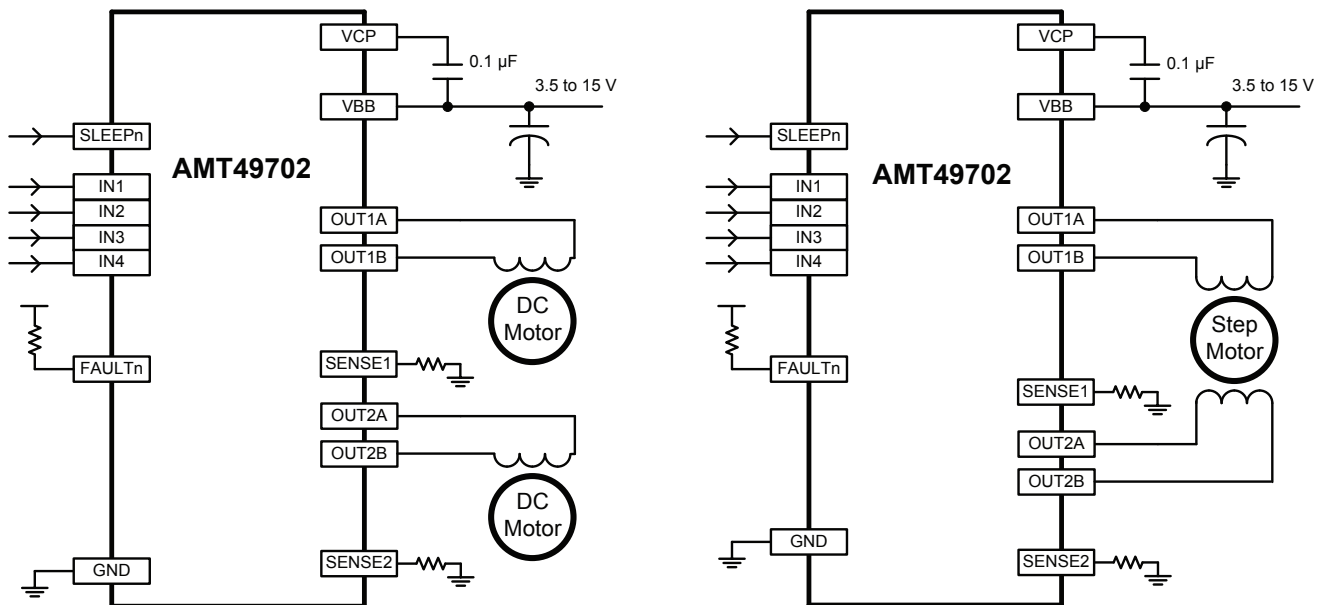 VCP
0.1 µF
3.5 to 15 V
VBB
SLEEPn
AMT49702
IN1
IN2
IN3
IN4
OUT1A
OUT1B
DC
Motor
FAULTn
SENSE1
OUT2A
OUT2B
DC
Motor
GND
SENSE2
VCP
0.1 µF
3.5 to 15 V
VBB
SLEEPn
AMT49702
IN1
IN2
IN3
IN4
OUT1A
OUT1B
Step
Motor
FAULTn
SENSE1
OUT2A
OUT2B
GND
SENSE2